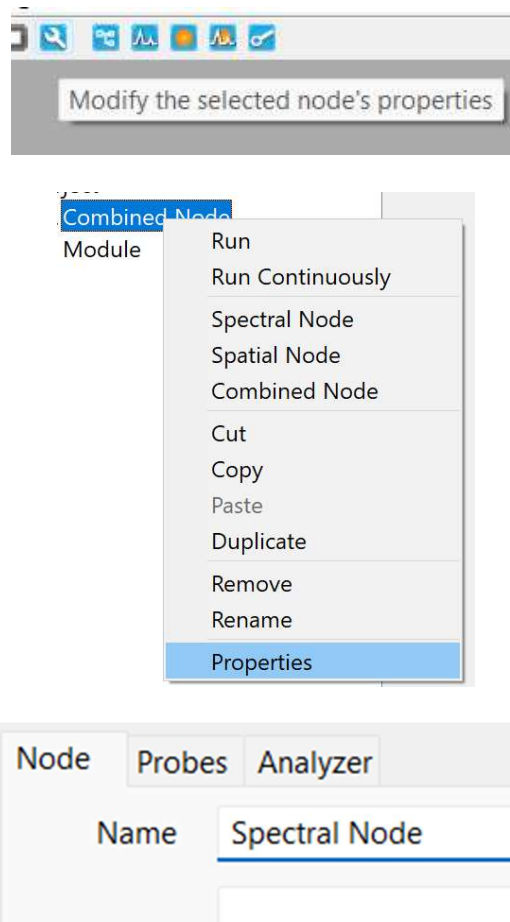 Modify the selected node's properties
Combined Node
Module
Run
Run Continuously
Spectral Node
Spatial Node
Combined Node
Cut
Copy
Paste
Duplicate
Remove
Rename
Properties
Node Probes Analyzer
Name Spectral Node